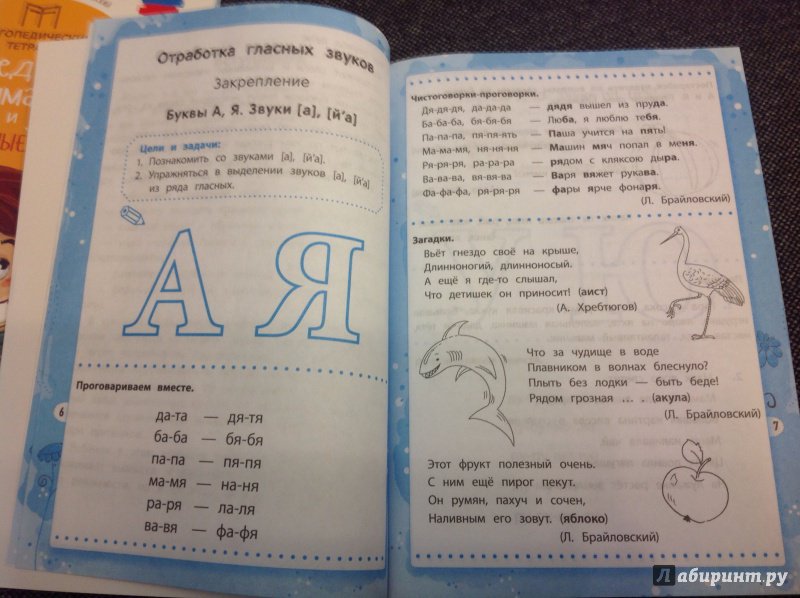 Отработка гласных звуков
Закрепление
Буквы А, Я. Звуки [а], [й'а]
Цели и задачи:
1. Познакомить со звуками [а], [й'а].
2. Упражняться в выделении звуков [а], [й'а]
из ряда гласных.
А Я
Проговариваем вместе.
да-та — дя-тя
ба-ба — бя-бя
па-па — пя-пя
ма-мя — на-ня
ра-ря — ла-ля
ва-вя — фа-фя
6
Чистоговорки-проговорки.
Дя-дя-дя, да-да-да — дядя вышел из пруда.
Ба-ба-ба, бя-бя-бя — Люба, я люблю тебя.
Па-па-па, пя-пя-ять — Паша учится на пять!
Ма-ма-мя, ня-ня-ня — Машин мяч попал в меня.
Ря-ря-ря, ра-ра-ра — рядом с кляксою дыра.
Ва-ва-ва, вя-вя-ва — Варя вяжет рукава.
Фа-фа-фа, ря-ря-ря — фары ярче фонаря.
(Л. Брайловский)
Загадки.
Вьёт гнездо своё на крыше,
Длинноногий, длинноносый.
А ещё я где-то слышал,
Что детишек он приносит! (аист)
(А. Хребтюгов)
Что за чудище в воде
Плавником в волнах блеснуло?
Плыть без лодки — быть беде!
Рядом грозная ... . (акула)
(Л. Брайловский)
Этот фрукт полезный очень.
С ним ещё пирог пекут.
Он румян, пахуч и сочен,
Наливным его зовут. (яблоко)
(Л. Брайловский)
7
Лабиринт.ру